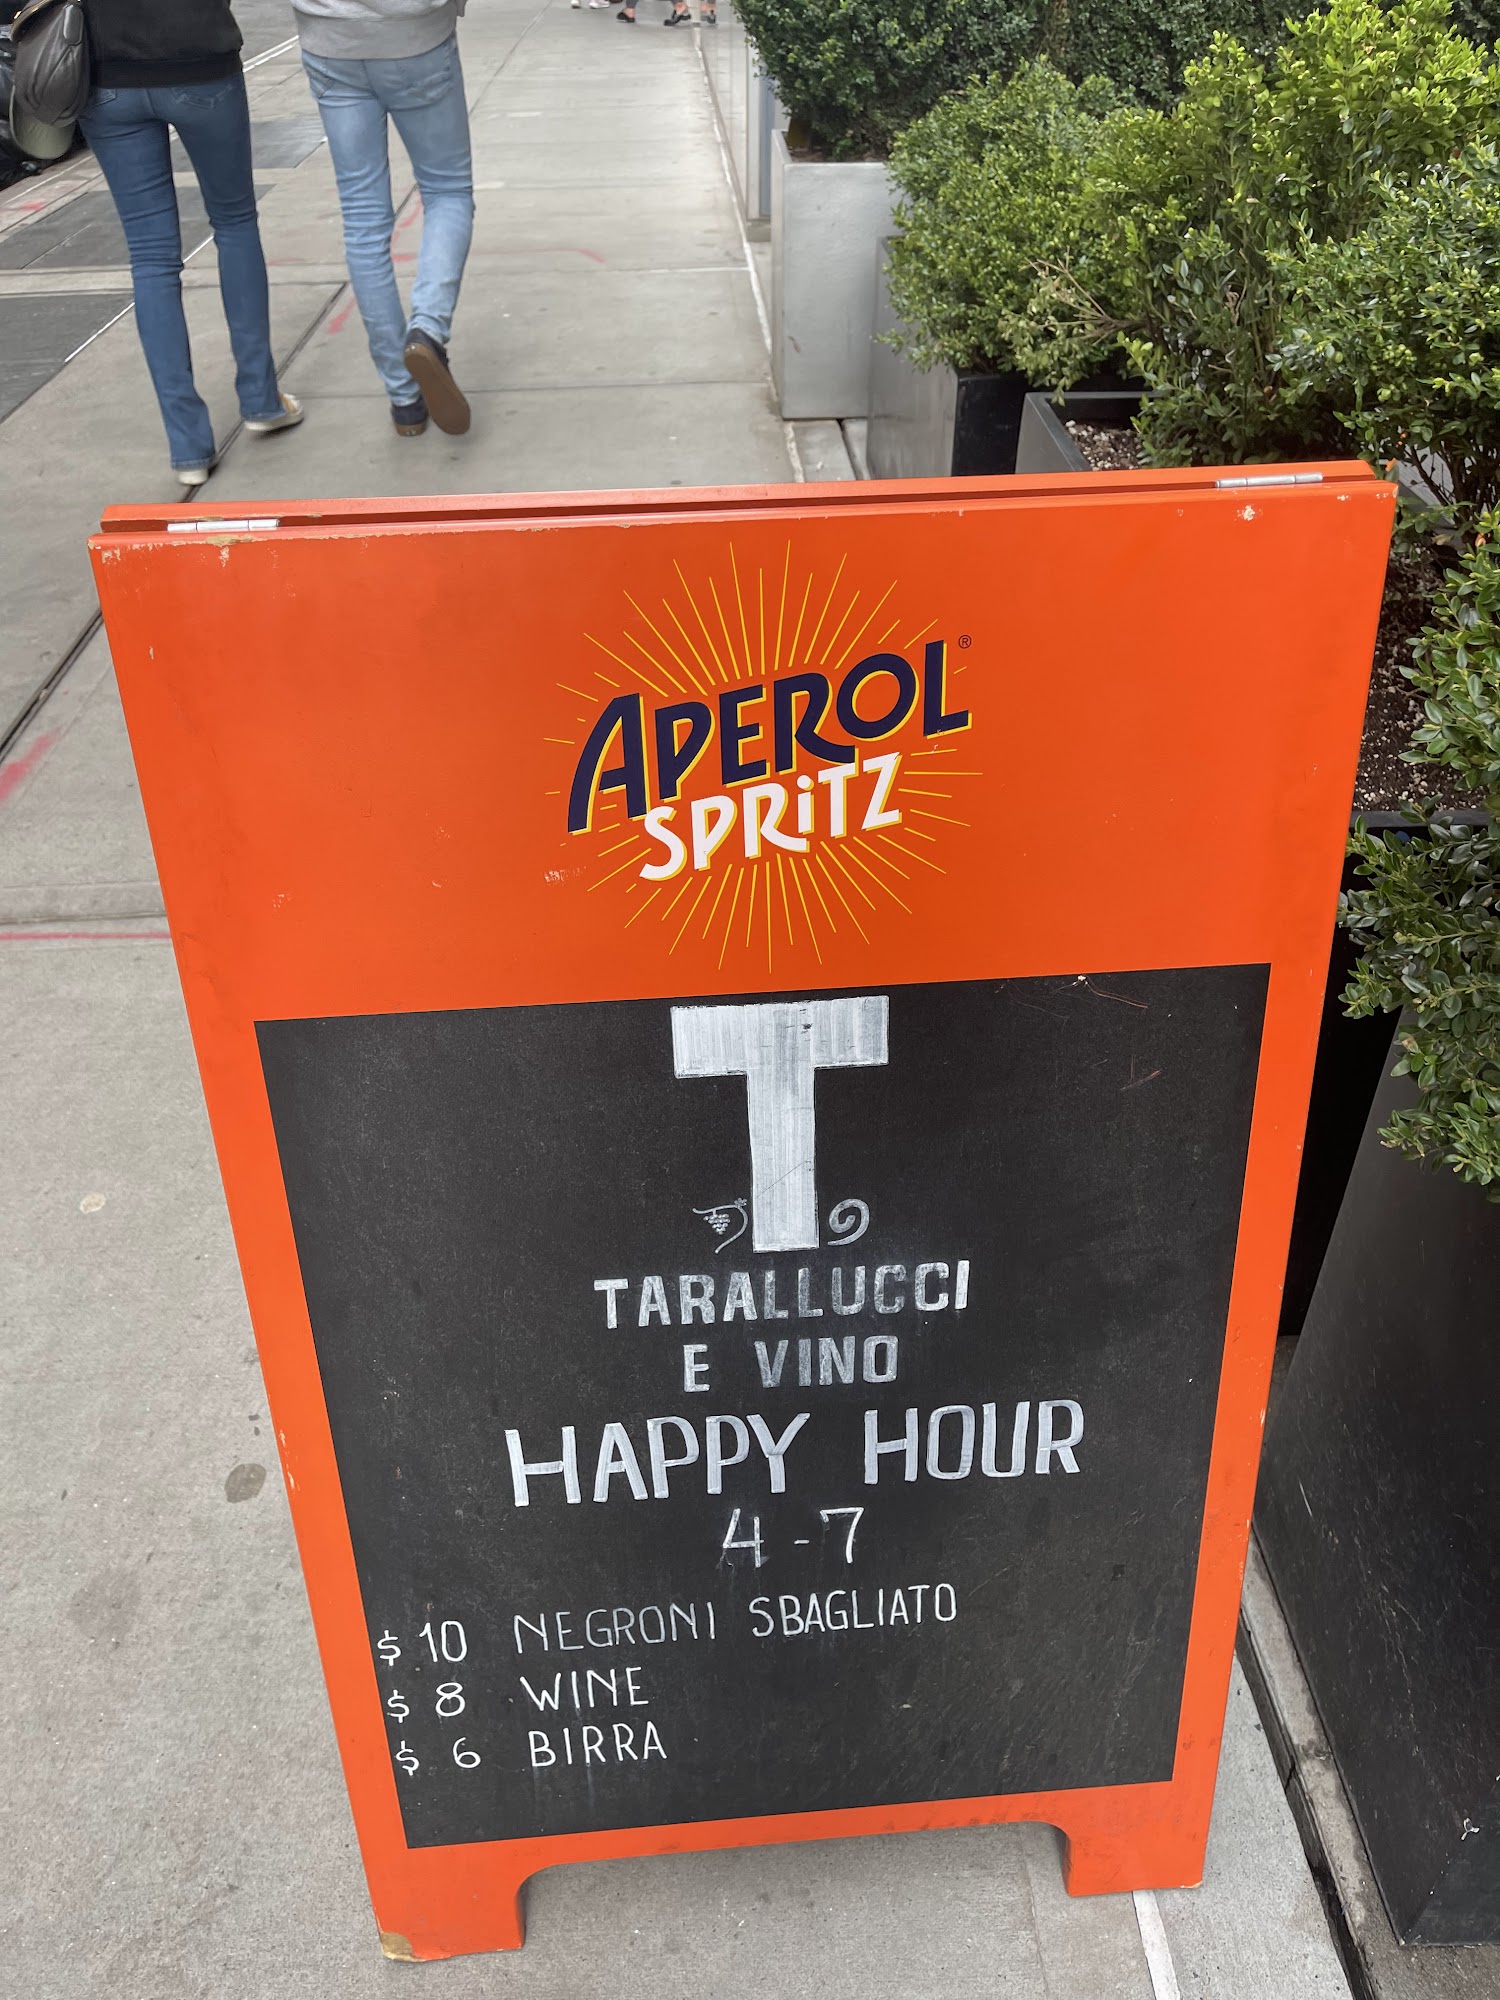 APEROL®
SPRiTZ
T
TARALLUCCI
E VINO
HAPPY HOUR
4-7
$10 NEGRONI SBAGLIATO
$8 WINE
$6 BIRRA